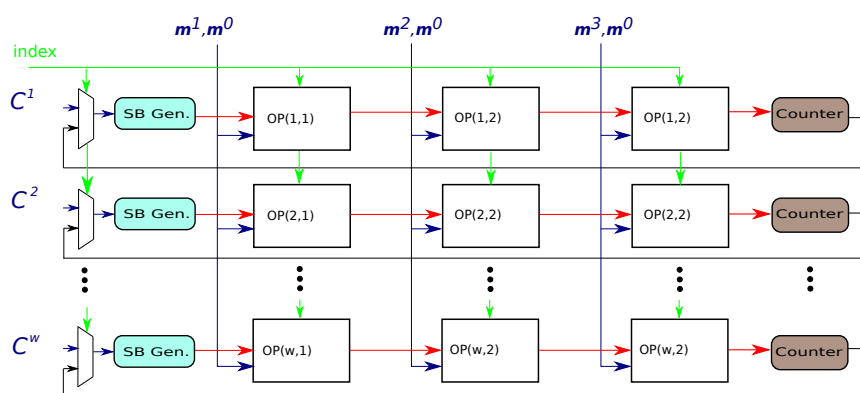 m¹,m⁰ m²,m⁰ m³,m⁰
index
C¹ SB Gen. OP(1,1) OP(1,2) OP(1,2) Counter
C² SB Gen. OP(2,1) OP(2,2) OP(2,2) Counter
Cʷ SB Gen. OP(w,1) OP(w,2) OP(w,2) Counter